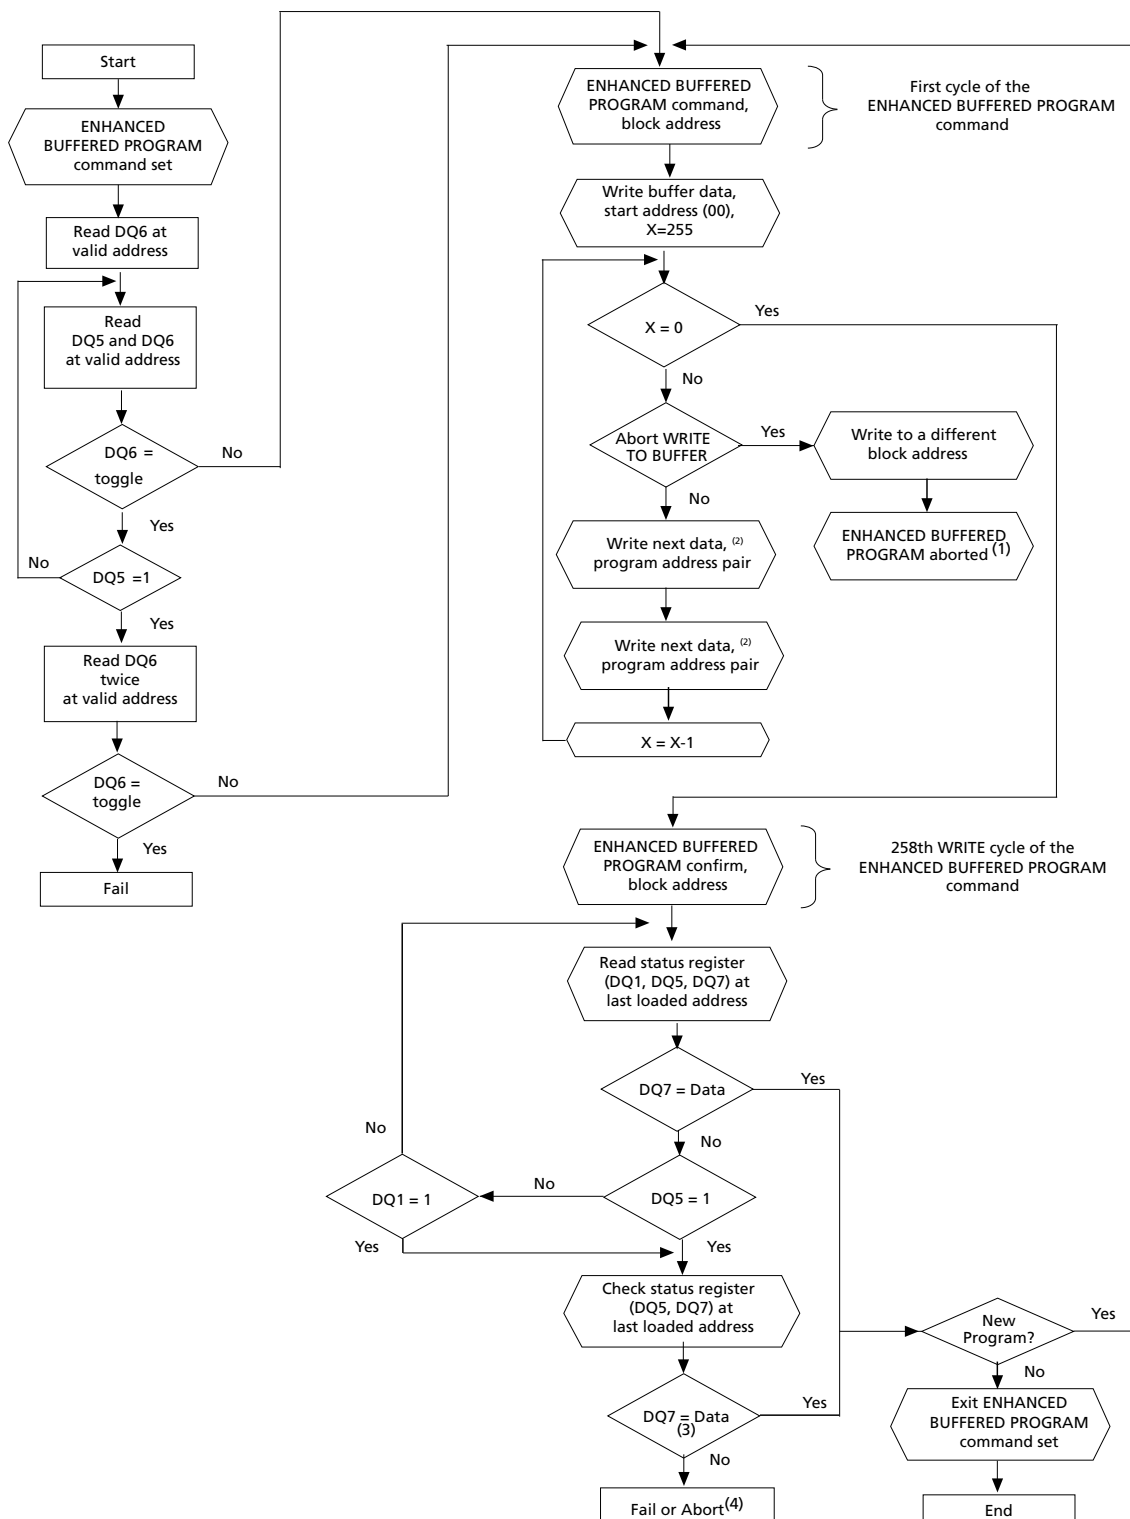 Start
ENHANCED
BUFFERED PROGRAM
command set
Read DQ6 at
valid address
Read
DQ5 and DQ6
at valid address
DQ6 =
toggle
No
Yes
DQ5 =1
No
Yes
Read DQ6
twice
at valid address
DQ6 =
toggle
No
Yes
Fail
ENHANCED BUFFERED
PROGRAM command,
block address
First cycle of the
ENHANCED BUFFERED PROGRAM
command
Write buffer data,
start address (00),
X=255
X = 0
Yes
No
Abort WRITE
TO BUFFER
Yes
Write to a different
block address
ENHANCED BUFFERED
PROGRAM aborted (1)
No
Write next data, (2)
program address pair
Write next data, (2)
program address pair
X = X-1
ENHANCED BUFFERED
PROGRAM confirm,
block address
258th WRITE cycle of the
ENHANCED BUFFERED PROGRAM
command
Read status register
(DQ1, DQ5, DQ7) at
last loaded address
DQ7 = Data
Yes
No
DQ5 = 1
No
DQ1 = 1
No
Yes
Yes
Check status register
(DQ5, DQ7) at
last loaded address
DQ7 = Data
(3)
Yes
No
Fail or Abort(4)
New
Program?
Yes
No
Exit ENHANCED
BUFFERED PROGRAM
command set
End